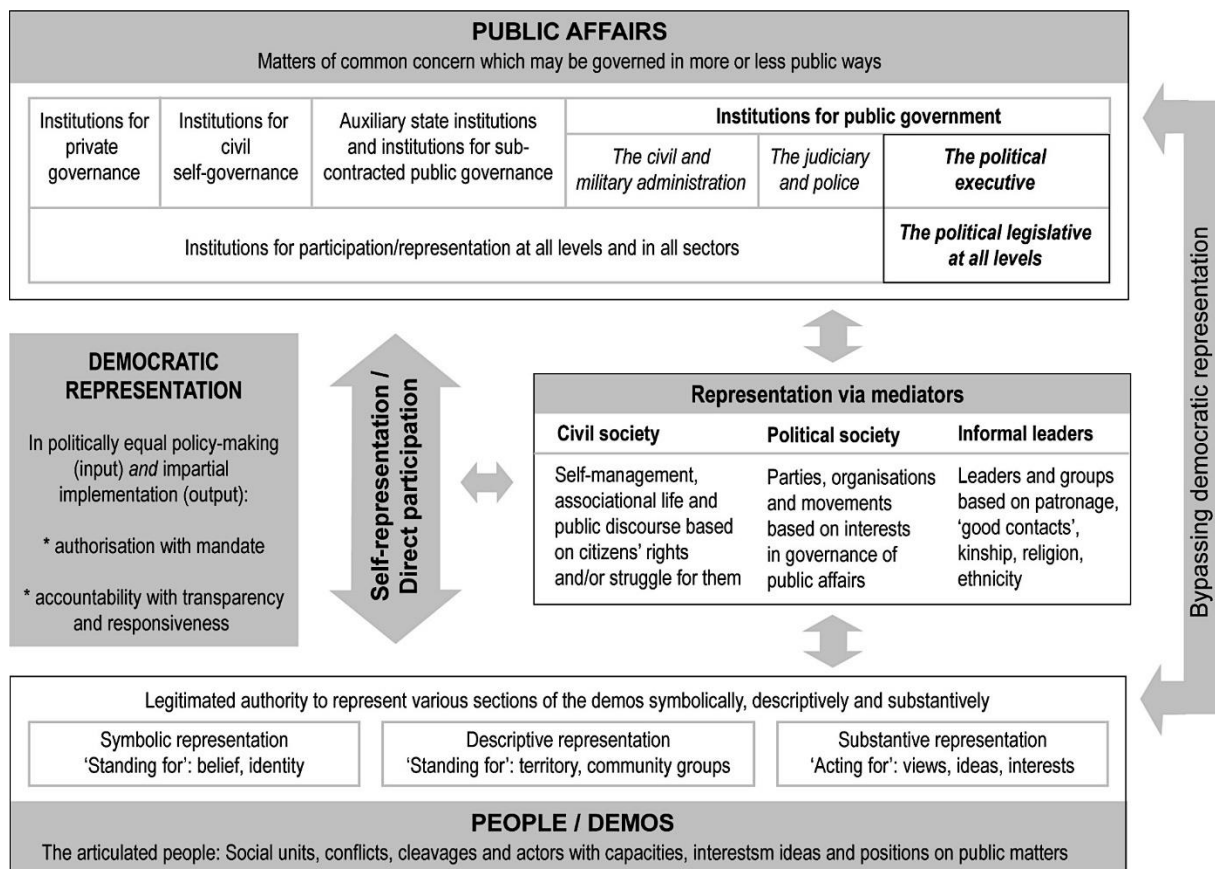 PUBLIC AFFAIRS
Matters of common concern which may be governed in more or less public ways
Institutions for
private
governance
Institutions for
civil
self-governance
Auxiliary state institutions
and institutions for sub-
contracted public governance
Institutions for public government
The civil and
military administration
The judiciary
and police
The political
executive
Institutions for participation/representation at all levels and in all sectors
The political legislative
at all levels
DEMOCRATIC
REPRESENTATION
In politically equal policy-making
(input) and impartial
implementation (output):
* authorisation with mandate
* accountability with transparency
and responsiveness
Self-representation /
Direct participation
Representation via mediators
Civil society
Self-management,
associational life and
public discourse based
on citizens' rights
and/or struggle for them
Political society
Parties, organisations
and movements
based on interests
in governance of
public affairs
Informal leaders
Leaders and groups
based on patronage,
'good contacts',
kinship, religion,
ethnicity
Bypassing democratic representation
Legitimated authority to represent various sections of the demos symbolically, descriptively and substantively
Symbolic representation
'Standing for': belief, identity
Descriptive representation
'Standing for': territory, community groups
Substantive representation
'Acting for': views, ideas, interests
PEOPLE / DEMOS
The articulated people: Social units, conflicts, cleavages and actors with capacities, interestsm ideas and positions on public matters